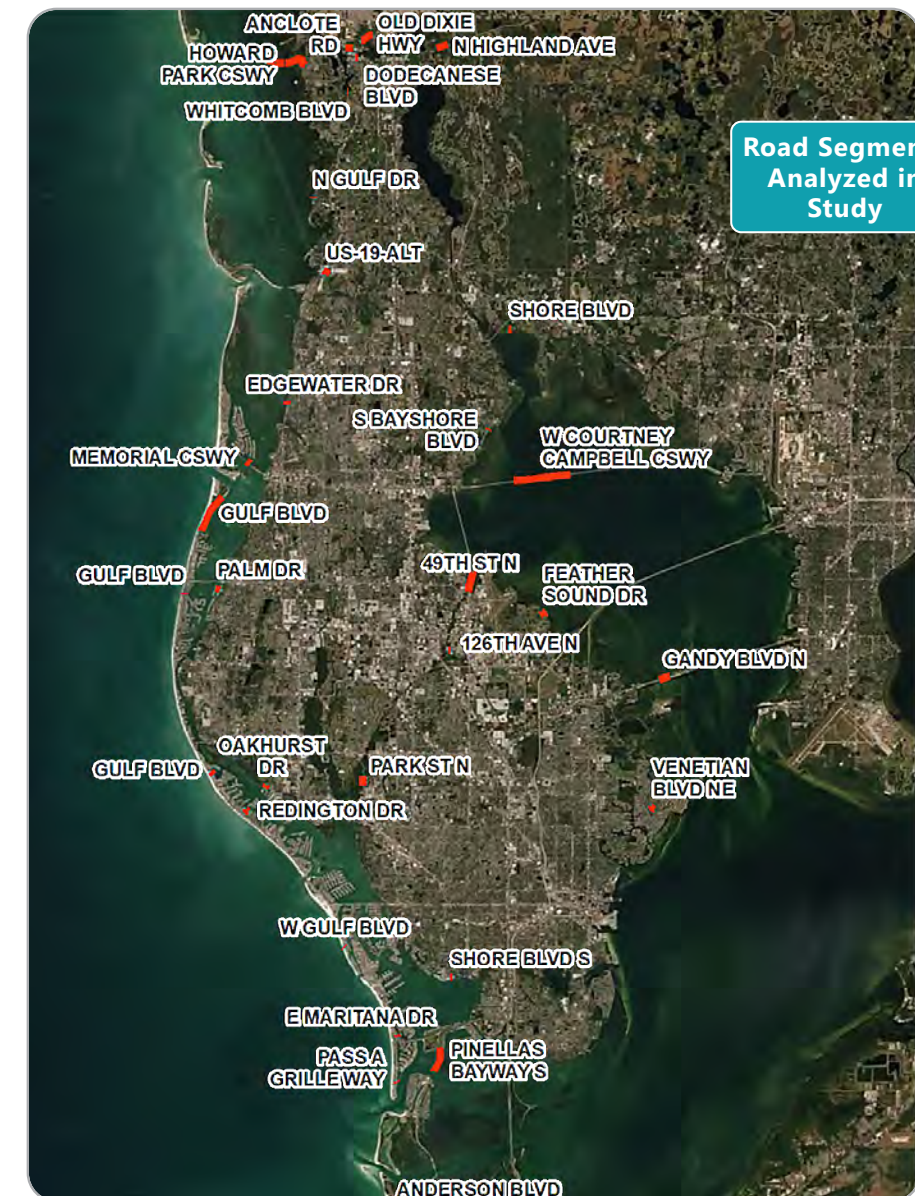 ANCLOTE
RD
OLD DIXIE
HWY
N HIGHLAND AVE
HOWARD
PARK CSWY
DODECANESE
BLVD
WHITCOMB BLVD
Road Segmen
Analyzed in
Study
N GULF DR
US-19-ALT
SHORE BLVD
EDGEWATER DR
S BAYSHORE
BLVD
W COURTNEY
CAMPBELL CSWY
MEMORIAL CSWY
GULF BLVD
49TH ST N
GULF BLVD
PALM DR
FEATHER
SOUND DR
126TH AVE N
GANDY BLVD N
OAKHURST
DR
PARK ST N
VENETIAN
BLVD NE
GULF BLVD
REDINGTON DR
W GULF BLVD
SHORE BLVD S
E MARITANA DR
PASS A
GRILLE WAY
PINELLAS
BAYWAY S
ANDERSON BLVD